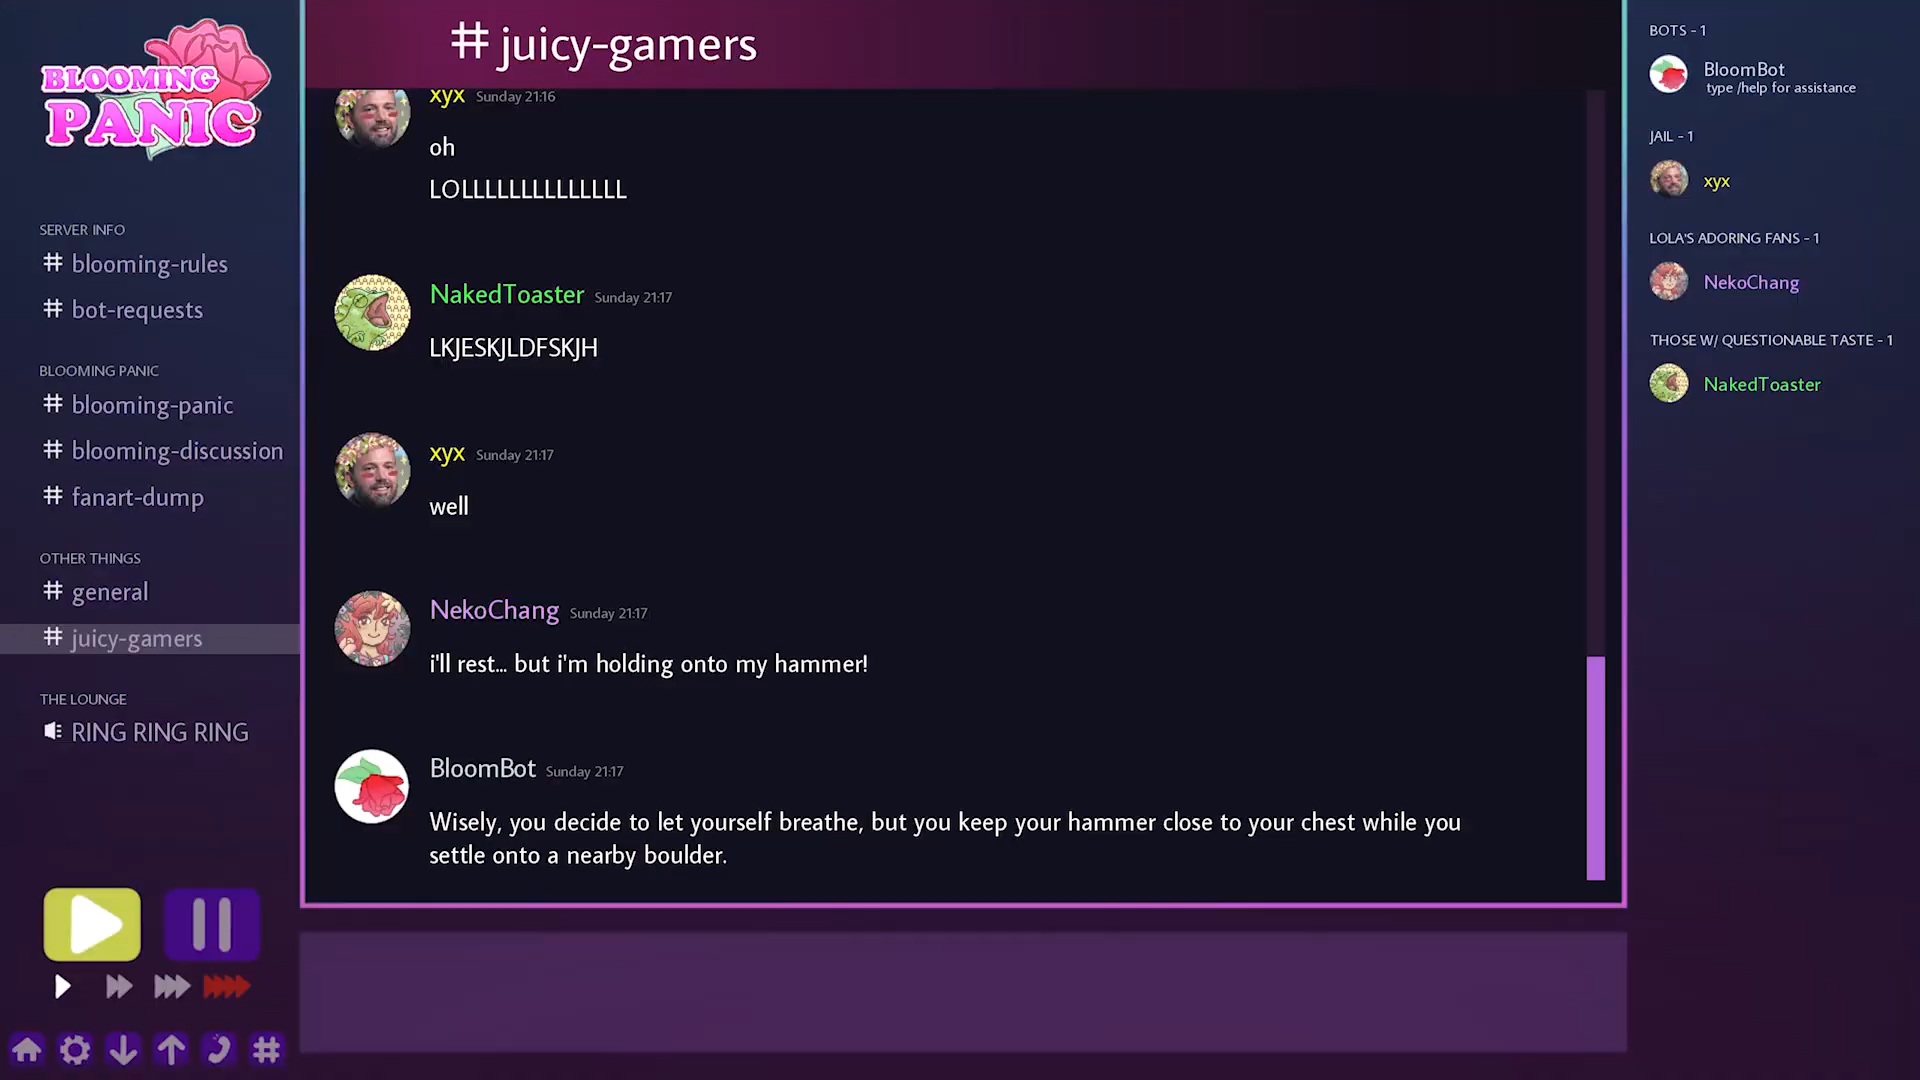 BLOOMING
PANIC
SERVER INFO
# blooming-rules
# bot-requests
BLOOMING PANIC
# blooming-panic
# blooming-discussion
# fanart-dump
OTHER THINGS
# general
# juicy-gamers
THE LOUNGE
RING RING RING
# juicy-gamers
xyx Sunday 21:16
oh
LOLLLLLLLLLLLLL
NakedToaster Sunday 21:17
LKJESKJLDFSKJH
xyx Sunday 21:17
well
NekoChang Sunday 21:17
i'll rest... but i'm holding onto my hammer!
BloomBot Sunday 21:17
Wisely, you decide to let yourself breathe, but you keep your hammer close to your chest while you
settle onto a nearby boulder.
BOTS - 1
BloomBot
type /help for assistance
JAIL - 1
xyx
LOLA'S ADORING FANS - 1
NekoChang
THOSE W/ QUESTIONABLE TASTE - 1
NakedToaster